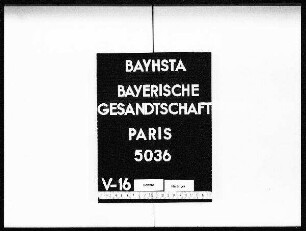 BAYHSTA
BAYERISCHE
GESANDTSCHAFT
PARIS
5036
V-16